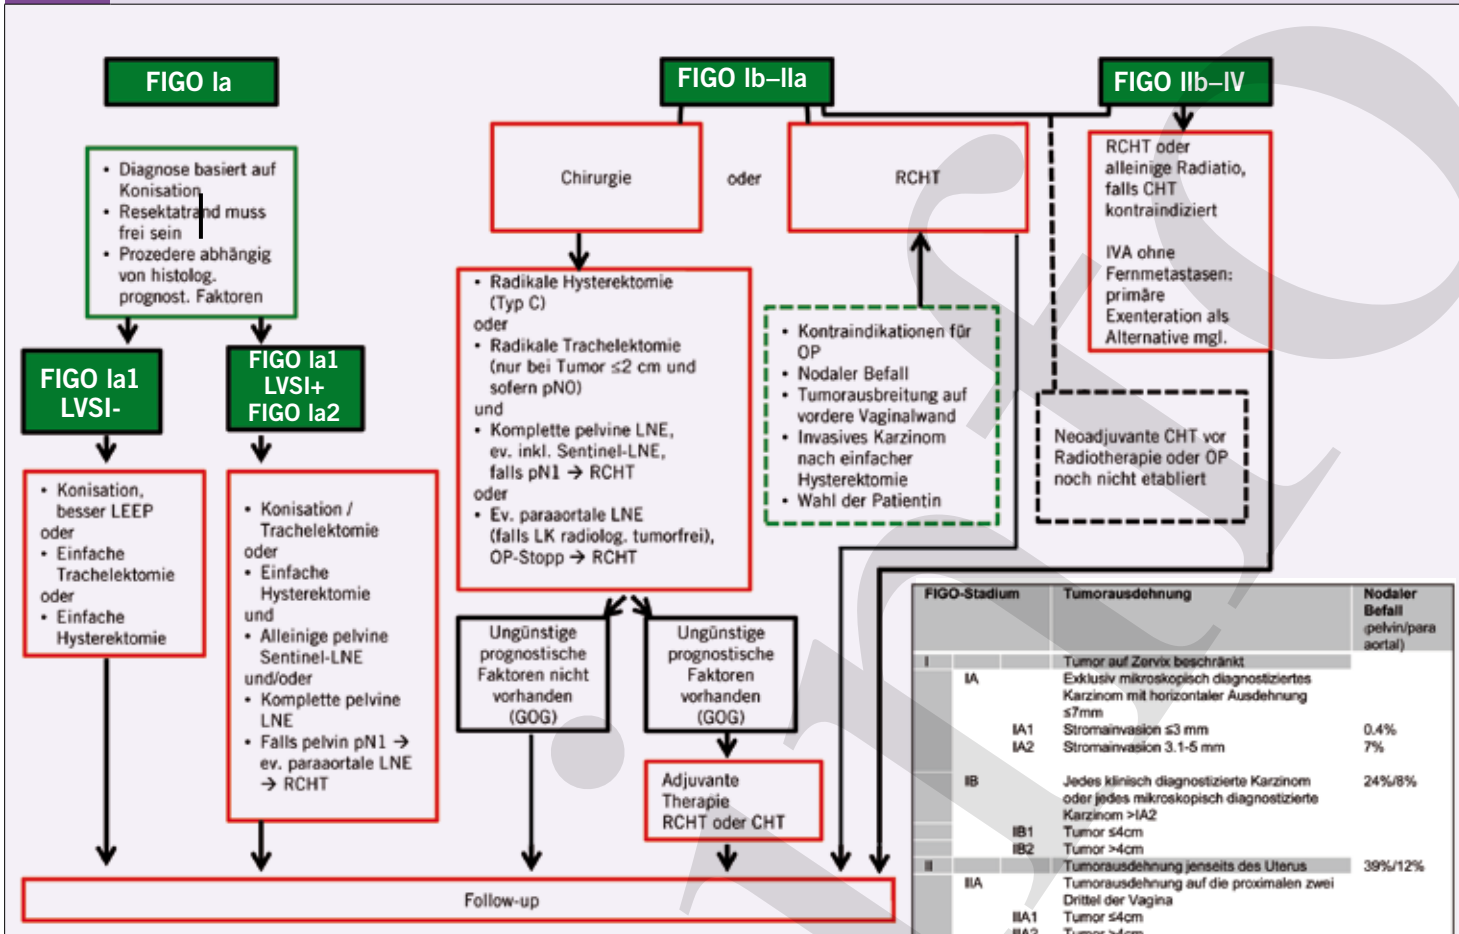 FIGO Ia
FIGO Ib–IIa
FIGO IIb–IV
• Diagnose basiert auf
Konisation
• Resektatrand muss
frei sein
• Prozedere abhängig
von histolog.
prognost. Faktoren
FIGO Ia1
LVSI-
FIGO Ia1
LVSI+
FIGO Ia2
• Konisation,
besser LEEP
oder
• Einfache
Trachelektomie
oder
• Einfache
Hysterektomie
• Konisation /
Trachelektomie
oder
• Einfache
Hysterektomie
und
• Alleinige pelvine
Sentinel-LNE
und/oder
• Komplette pelvine
LNE
• Falls pelvin pN1 →
ev. paraaortale LNE
→ RCHT
Chirurgie
oder
RCHT
• Radikale Hysterektomie
(Typ C)
oder
• Radikale Trachelektomie
(nur bei Tumor ≤2 cm und
sofern pN0)
und
• Komplette pelvine LNE,
ev. inkl. Sentinel-LNE,
falls pN1 → RCHT
oder
• Ev. paraaortale LNE
(falls LK radiolog. tumorfrei),
OP-Stopp → RCHT
• Kontraindikationen für
OP
• Nodaler Befall
• Tumorausbreitung auf
vordere Vaginalwand
• Invasives Karzinom
nach einfacher
Hysterektomie
• Wahl der Patientin
RCHT oder
alleinige Radiatio,
falls CHT
kontraindiziert
IVA ohne
Fernmetastasen:
primäre
Exenteration als
Alternative mgl.
Neoadjuvante CHT vor
Radiotherapie oder OP
noch nicht etabliert
Ungünstige
prognostische
Faktoren nicht
vorhanden
(GOG)
Ungünstige
prognostische
Faktoren
vorhanden
(GOG)
Adjuvante
Therapie
RCHT oder CHT
Follow-up
FIGO-Stadium Tumorausdehnung Nodaler
Befall
(pelvin/para
aortal)
I Tumor auf Zervix beschränkt
IA Exklusiv mikroskopisch diagnostiziertes
Karzinom mit horizontaler Ausdehnung
≤7mm
IA1 Stromainvasion ≤3 mm 0.4%
IA2 Stromainvasion 3.1-5 mm 7%
IB Jedes klinisch diagnostizierte Karzinom 24%/8%
oder jedes mikroskopisch diagnostizierte
Karzinom >IA2
IB1 Tumor ≤4cm
IB2 Tumor >4cm
II Tumorausdehnung jenseits des Uterus 39%/12%
IIA Tumorausdehnung auf die proximalen zwei
Drittel der Vagina
IIA1 Tumor ≤4cm
IIA2 Tumor >4cm